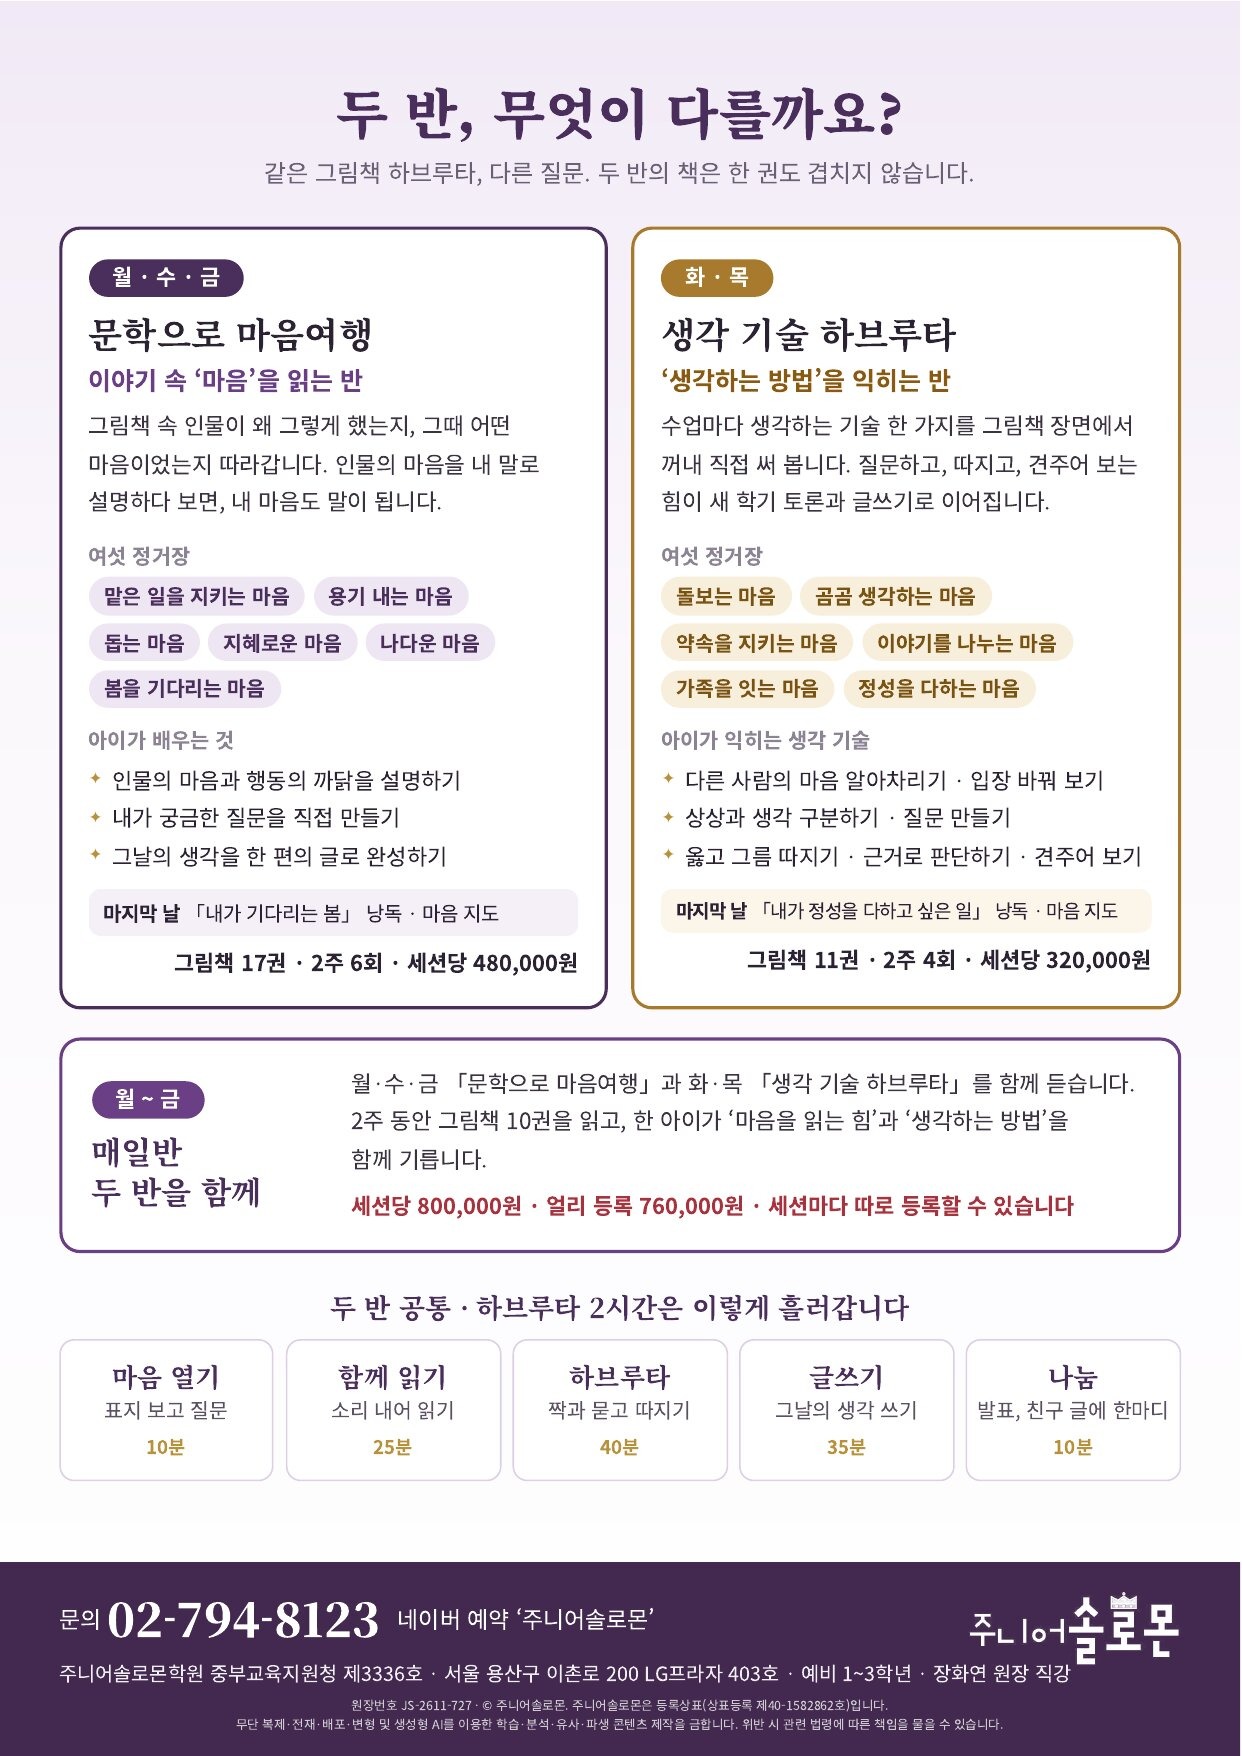 두 반, 무엇이 다를까요?
같은 그림책 하브루타, 다른 질문. 두 반의 책은 한 권도 겹치지 않습니다.
월 · 수 · 금
문학으로 마음여행
이야기 속 ‘마음’을 읽는 반
그림책 속 인물이 왜 그렇게 했는지, 그때 어떤
마음이었는지 따라갑니다. 인물의 마음을 내 말로
설명하다 보면, 내 마음도 말이 됩니다.
여섯 정거장
맡은 일을 지키는 마음 용기 내는 마음
돕는 마음 지혜로운 마음 나다운 마음
봄을 기다리는 마음
아이가 배우는 것
✦ 인물의 마음과 행동의 까닭을 설명하기
✦ 내가 궁금한 질문을 직접 만들기
✦ 그날의 생각을 한 편의 글로 완성하기
마지막 날 「내가 기다리는 봄」 낭독 · 마음 지도
그림책 17권 · 2주 6회 · 세션당 480,000원
화 · 목
생각 기술 하브루타
‘생각하는 방법’을 익히는 반
수업마다 생각하는 기술 한 가지를 그림책 장면에서
꺼내 직접 써 봅니다. 질문하고, 따지고, 견주어 보는
힘이 새 학기 토론과 글쓰기로 이어집니다.
여섯 정거장
돌보는 마음 곰곰 생각하는 마음
약속을 지키는 마음 이야기를 나누는 마음
가족을 잇는 마음 정성을 다하는 마음
아이가 익히는 생각 기술
✦ 다른 사람의 마음 알아차리기 · 입장 바꿔 보기
✦ 상상과 생각 구분하기 · 질문 만들기
✦ 옳고 그름 따지기 · 근거로 판단하기 · 견주어 보기
마지막 날 「내가 정성을 다하고 싶은 일」 낭독 · 마음 지도
그림책 11권 · 2주 4회 · 세션당 320,000원
월 ~ 금
매일반
두 반을 함께
월·수·금 「문학으로 마음여행」과 화·목 「생각 기술 하브루타」를 함께 듣습니다.
2주 동안 그림책 10권을 읽고, 한 아이가 ‘마음을 읽는 힘’과 ‘생각하는 방법’을
함께 기릅니다.
세션당 800,000원 · 얼리 등록 760,000원 · 세션마다 따로 등록할 수 있습니다
두 반 공통 · 하브루타 2시간은 이렇게 흘러갑니다
마음 열기
표지 보고 질문
10분
함께 읽기
소리 내어 읽기
25분
하브루타
짝과 묻고 따지기
40분
글쓰기
그날의 생각 쓰기
35분
나눔
발표, 친구 글에 한마디
10분
문의 02-794-8123 네이버 예약 ‘주니어솔로몬’
주니어솔로몬
주니어솔로몬학원 중부교육지원청 제3336호 · 서울 용산구 이촌로 200 LG프라자 403호 · 예비 1~3학년 · 장화연 원장 직강
원장번호 JS-2611-727 · © 주니어솔로몬. 주니어솔로몬은 등록상표(상표등록 제40-1582862호)입니다.
무단 복제·전재·배포·변형 및 생성형 AI를 이용한 학습·분석·유사·파생 콘텐츠 제작을 금합니다. 위반 시 관련 법령에 따른 책임을 물을 수 있습니다.